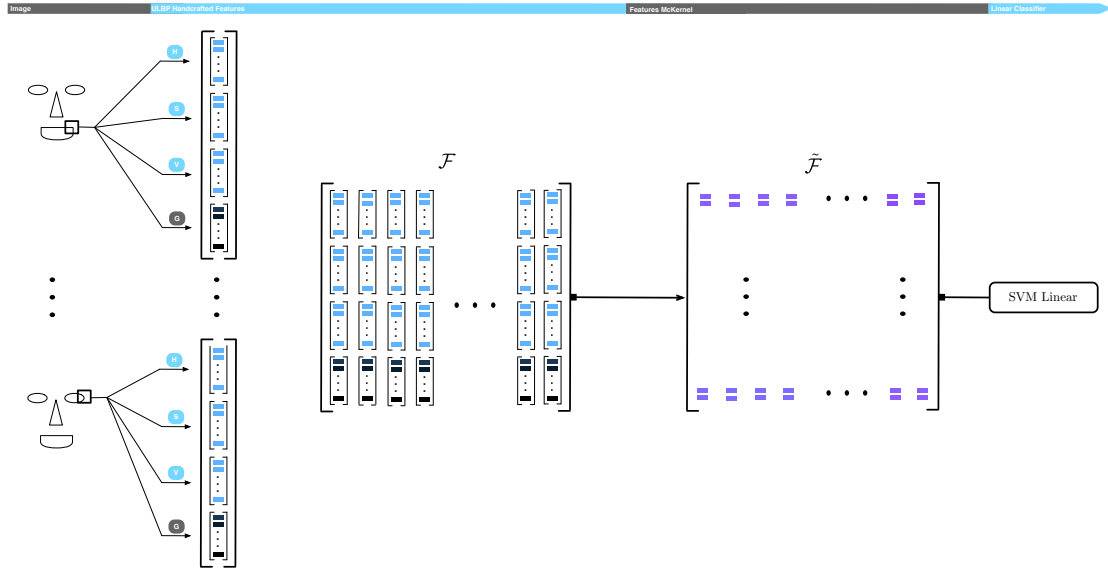 Image ULBP Handcrafted Features Features McKernel Linear Classifier
H
S
V
G
ℱ
ℱ̃
SVM Linear
H
S
V
G